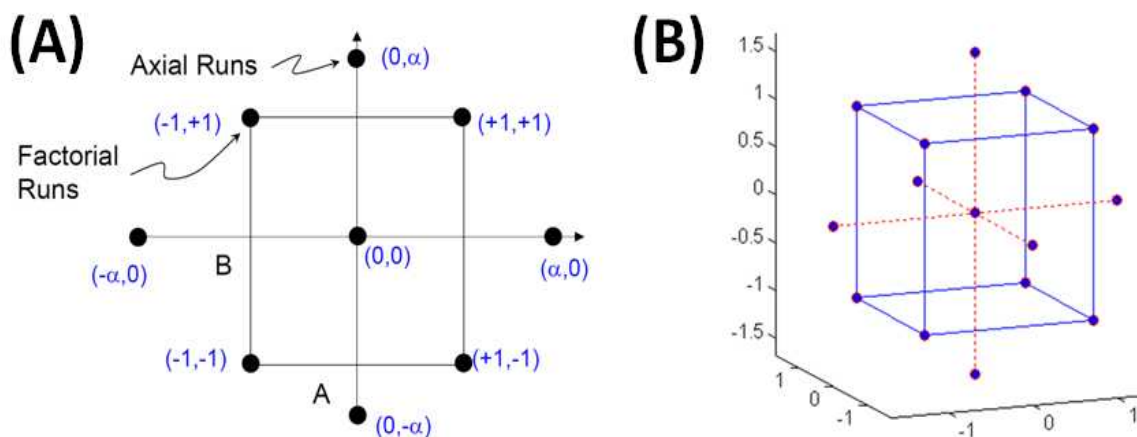 (A)
Axial Runs
(0,α)
(-1,+1)
(+1,+1)
Factorial
Runs
(0,0)
B
(-α,0)
(α,0)
(-1,-1)
(+1,-1)
A
(0,-α)
(B)
1.5
1
0.5
0
-0.5
-1
-1.5
1
0
-1
-1
0
1